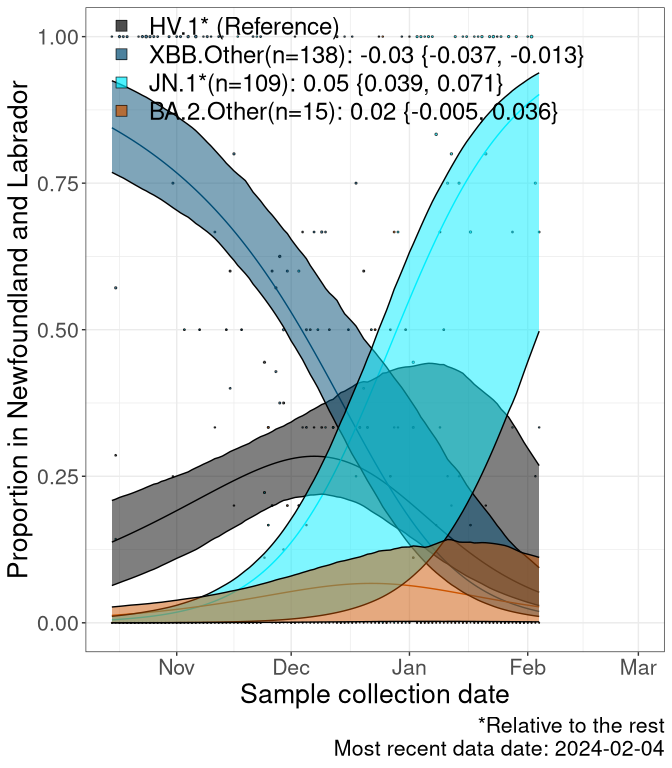 HV.1* (Reference)
XBB.Other(n=138): -0.03 {-0.037, -0.013}
JN.1*(n=109): 0.05 {0.039, 0.071}
BA.2.Other(n=15): 0.02 {-0.005, 0.036}
1.00
0.75
0.50
0.25
0.00
Proportion in Newfoundland and Labrador
Nov Dec Jan Feb Mar
Sample collection date
*Relative to the rest
Most recent data date: 2024-02-04